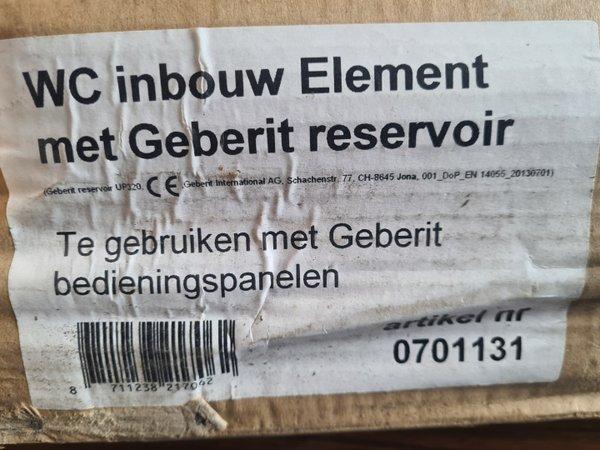 WC inbouw Element
met Geberit reservoir
(Geberit reservoir UP320, CE ,Geberit International AG, Schachenstr. 77, CH-8645 Jona, 001_DoP_EN 14055_20130701)
Te gebruiken met Geberit
bedieningspanelen
artikel nr
0701131
8 711238 217062